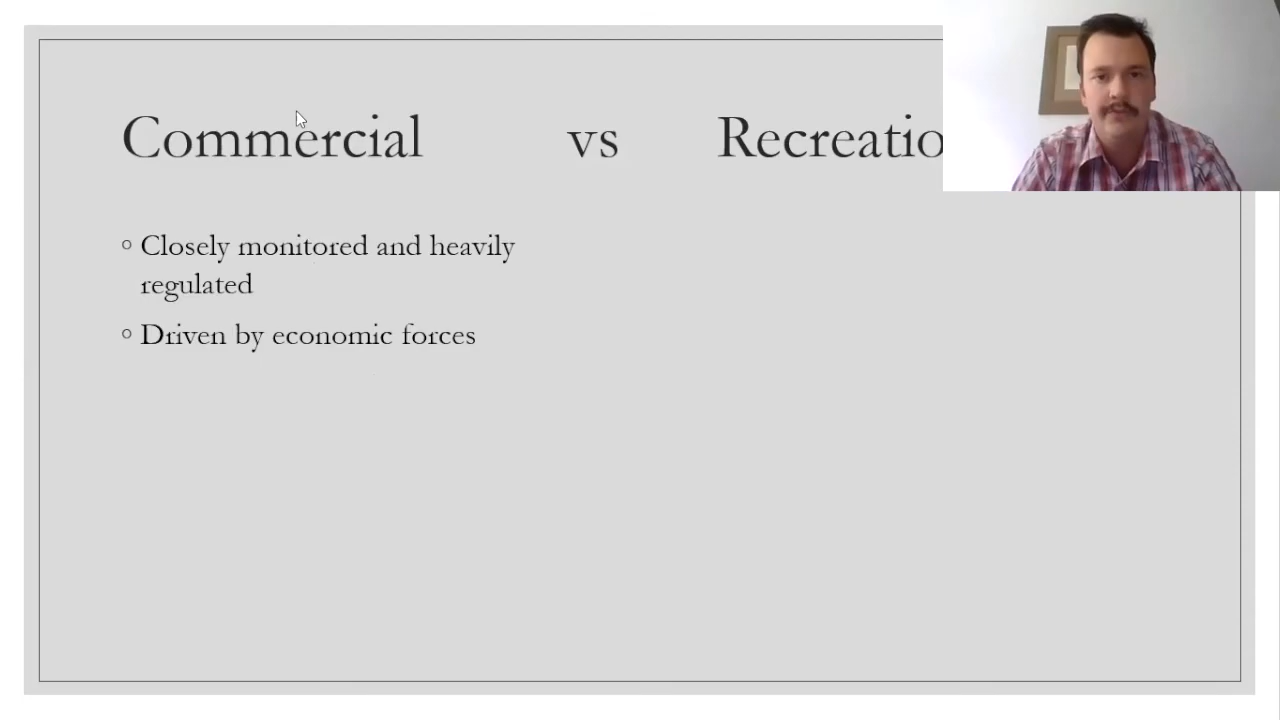 Commercial vs Recreatio
Closely monitored and heavily
regulated
Driven by economic forces